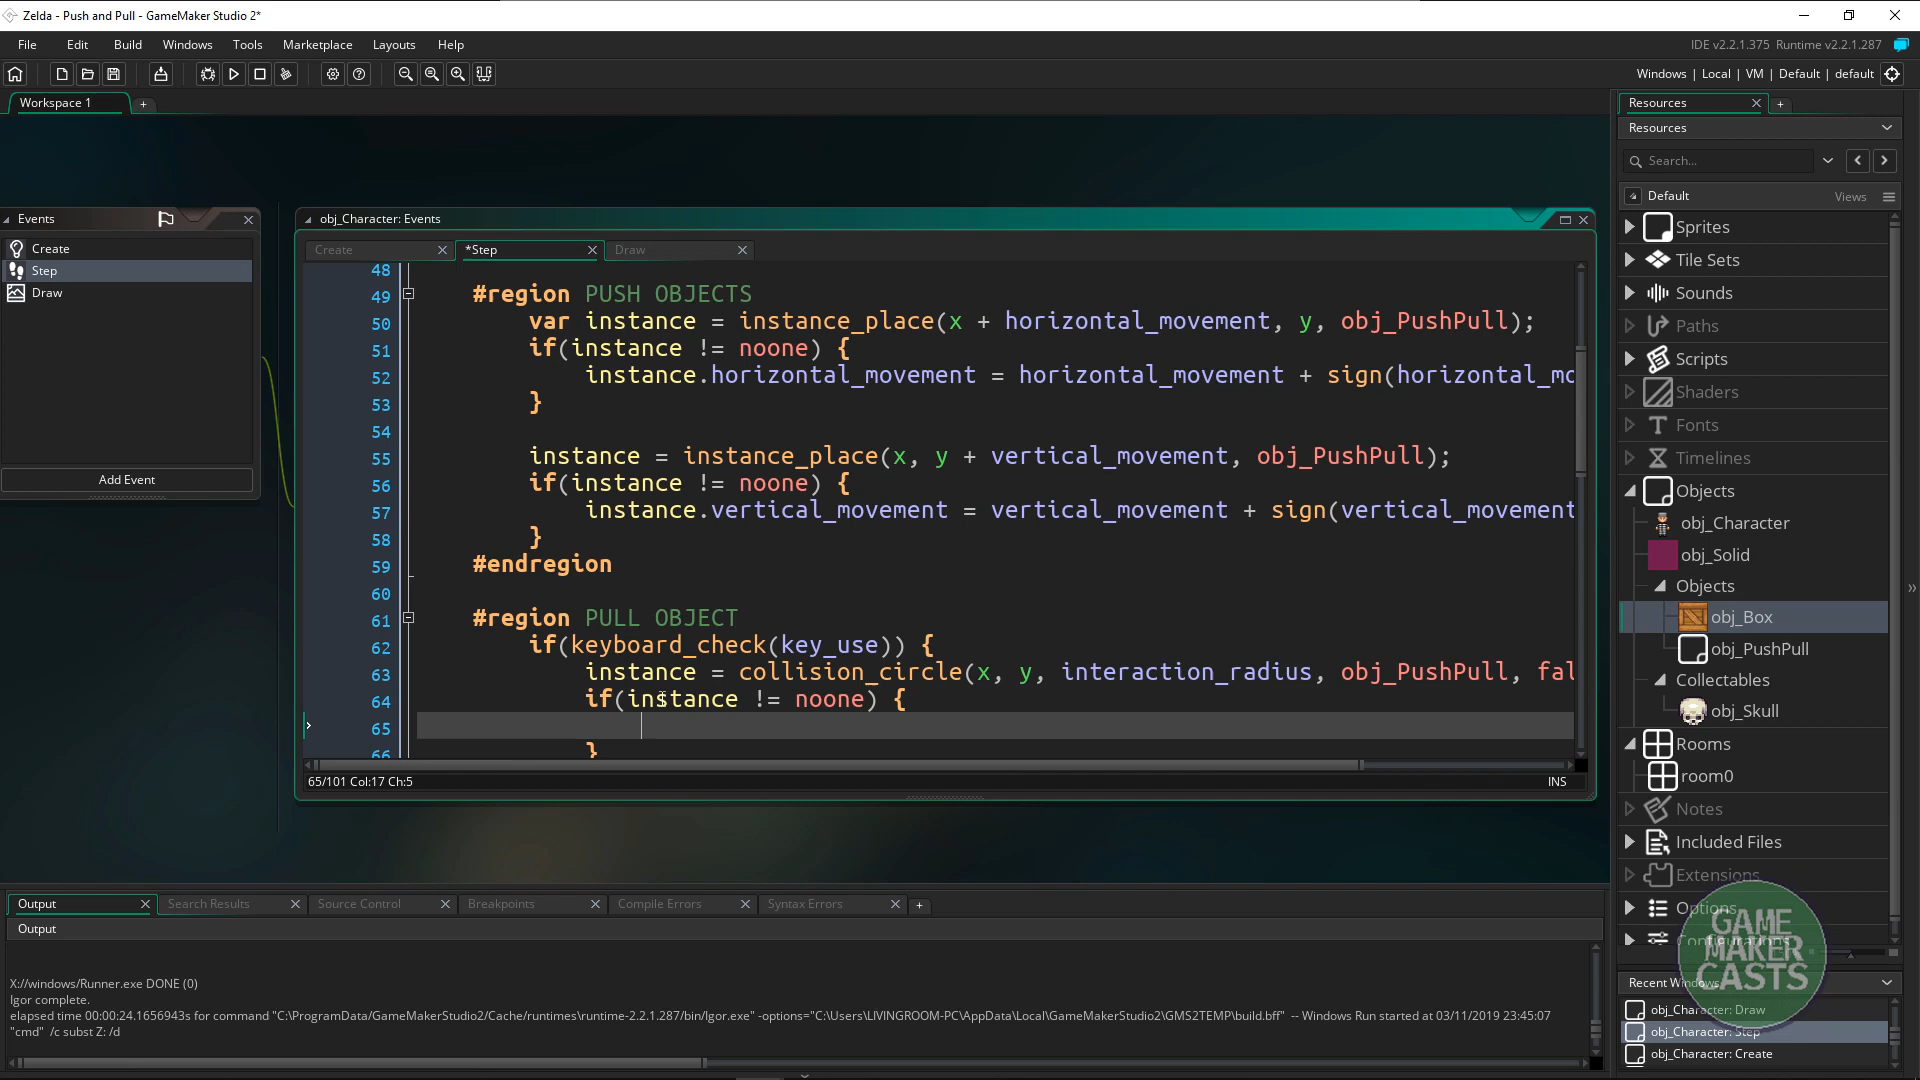 Zelda - Push and Pull - GameMaker Studio 2*
File Edit Build Windows Tools Marketplace Layouts Help
IDE v2.2.1.375 Runtime v2.2.1.287
Windows | Local | VM | Default | default
Workspace 1
+
Events
Create
Step
Draw
Add Event
obj_Character: Events
Create
*Step
Draw
48
49 #region PUSH OBJECTS
50 var instance = instance_place(x + horizontal_movement, y, obj_PushPull);
51 if(instance != noone) {
52 instance.horizontal_movement = horizontal_movement + sign(horizontal_mo
53 }
54
55 instance = instance_place(x, y + vertical_movement, obj_PushPull);
56 if(instance != noone) {
57 instance.vertical_movement = vertical_movement + sign(vertical_movement
58 }
59 #endregion
60
61 #region PULL OBJECT
62 if(keyboard_check(key_use)) {
63 instance = collision_circle(x, y, interaction_radius, obj_PushPull, fal
64 if(instance != noone) {
65
66 }
65/101 Col:17 Ch:5
INS
Resources
+
Resources
Search...
Default
Views
Sprites
Tile Sets
Sounds
Paths
Scripts
Shaders
Fonts
Timelines
Objects
obj_Character
obj_Solid
Objects
obj_Box
obj_PushPull
Collectables
obj_Skull
Rooms
room0
Notes
Included Files
Extensions
Options
Configurations
GAME
MAKER
CASTS
Recent Windows
obj_Character: Draw
obj_Character: Step
obj_Character: Create
Output
Search Results
Source Control
Breakpoints
Compile Errors
Syntax Errors
+
Output
X://windows/Runner.exe DONE (0)
Igor complete.
elapsed time 00:00:24.1656943s for command "C:\ProgramData/GameMakerStudio2/Cache/runtimes\runtime-2.2.1.287/bin/Igor.exe" -options="C:\Users\LIVINGROOM-PC\AppData\Local\GameMakerStudio2\GMS2TEMP\build.bff" -- Windows Run started at 03/11/2019 23:45:07
"cmd" /c subst Z: /d